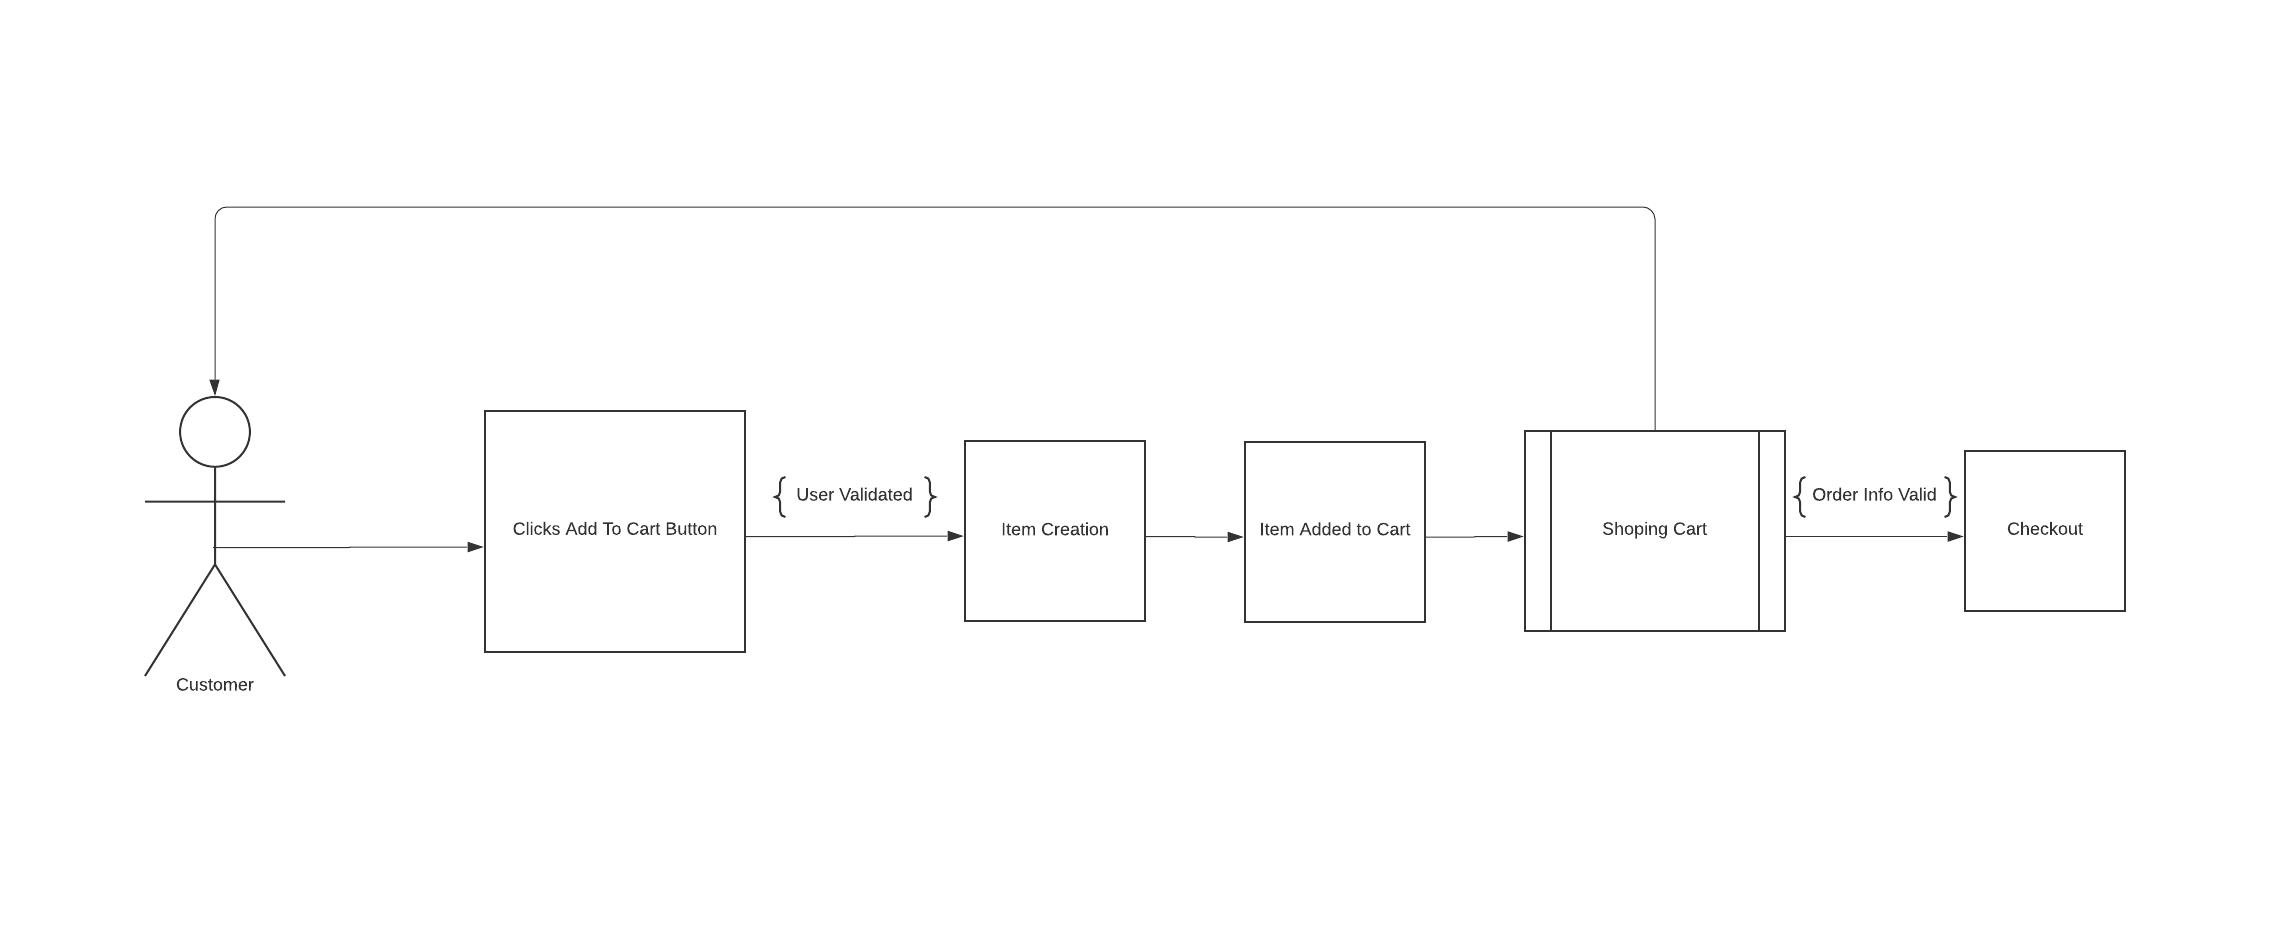 Customer
Clicks Add To Cart Button
{ User Validated }
Item Creation
Item Added to Cart
Shoping Cart
{ Order Info Valid }
Checkout